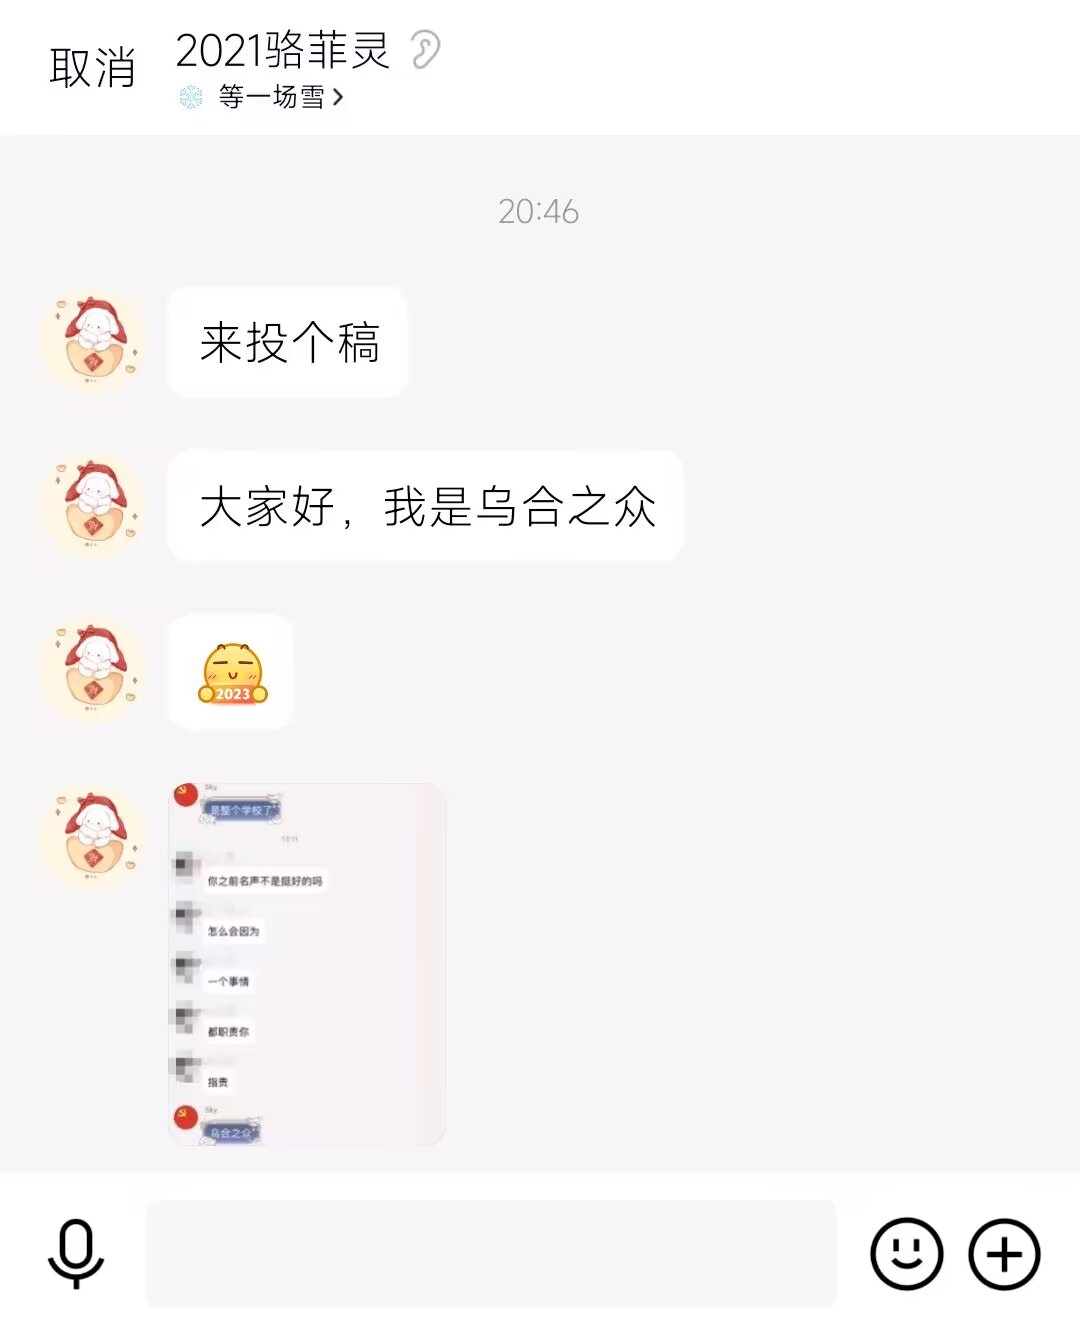 取消
2021骆菲灵
等一场雪
20:46
来投个稿
大家好，我是乌合之众
2023
Sky
是整个学校了
你之前名声不是挺好的吗
怎么会因为
一个事情
都职责你
指责
Sky
乌合之众